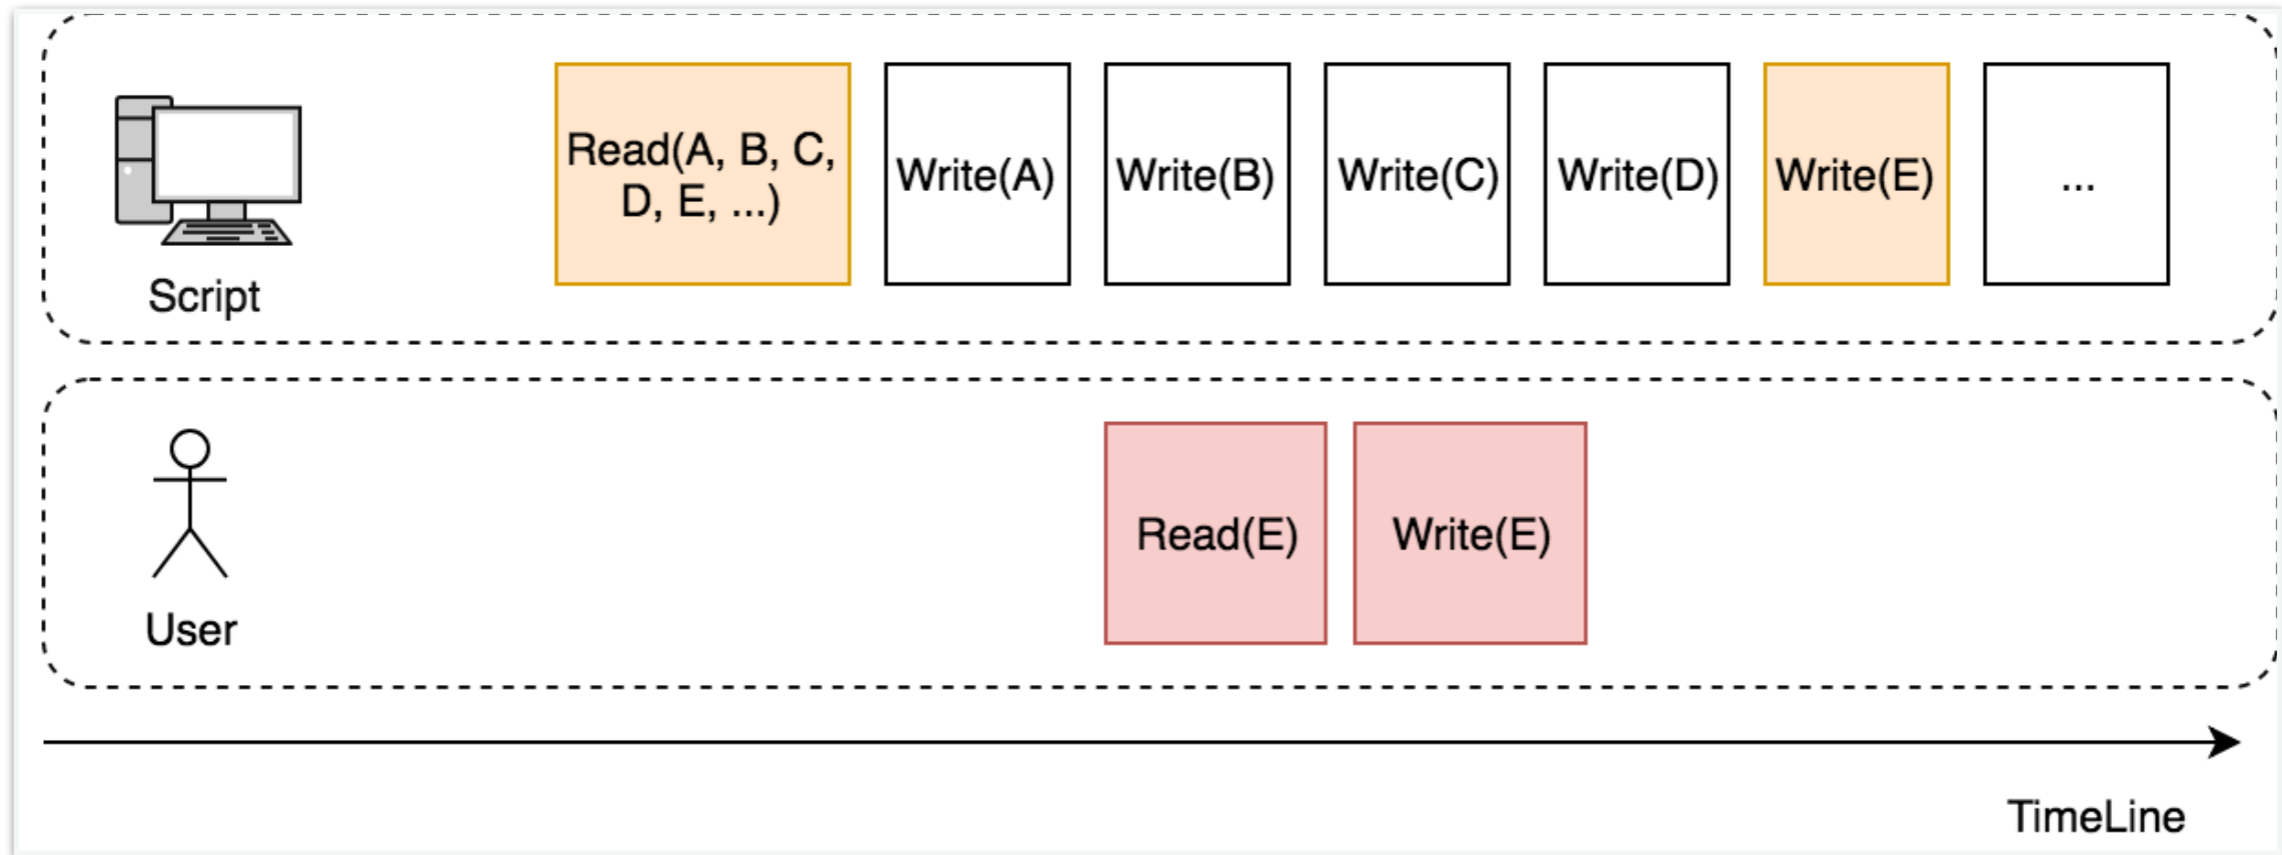 Read(A, B, C,
D, E, ...)
Write(A)
Write(B)
Write(C)
Write(D)
Write(E)
...
Script
Read(E)
Write(E)
User
TimeLine